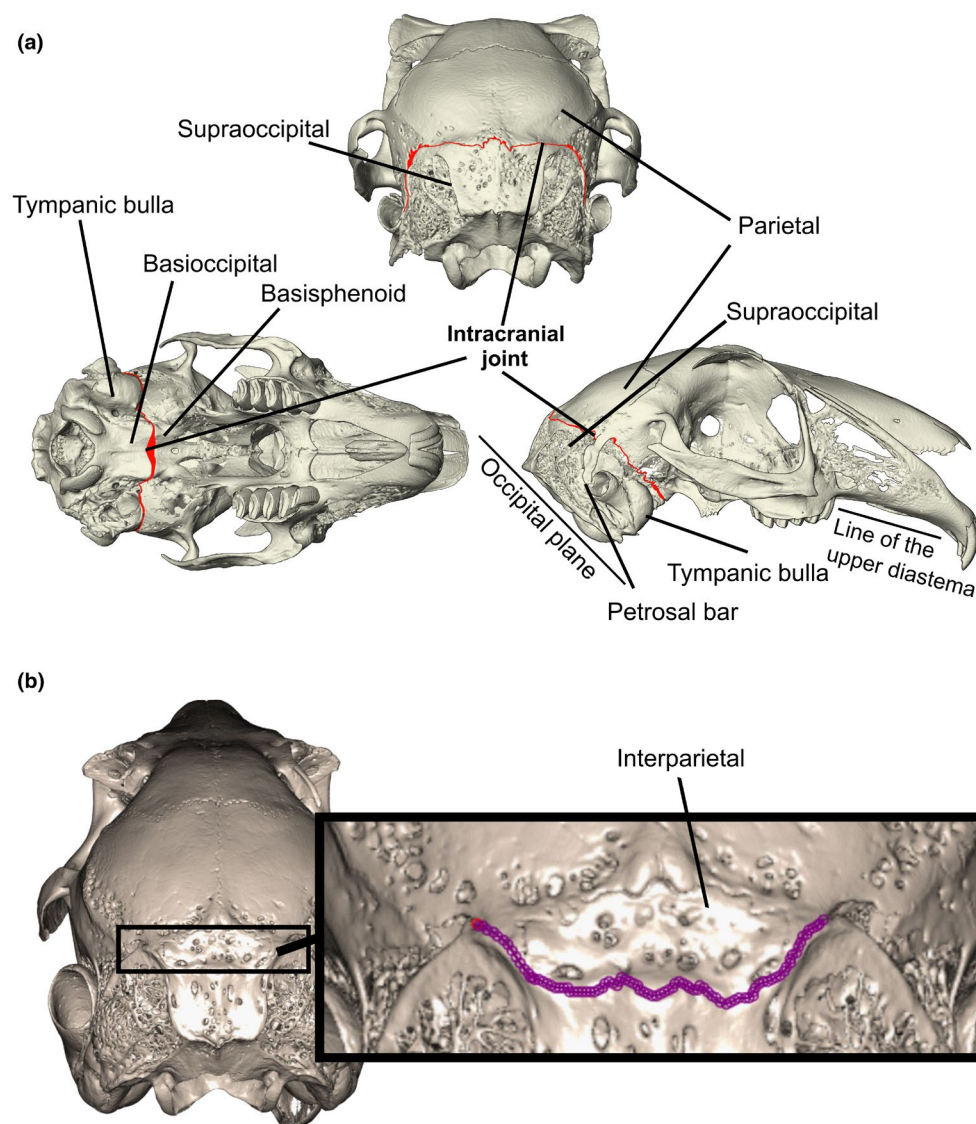 (a)
Supraoccipital
Tympanic bulla
Parietal
Basioccipital
Basisphenoid
Supraoccipital
Intracranial
joint
Occipital plane
Line of the
upper diastema
Tympanic bulla
Petrosal bar
(b)
Interparietal